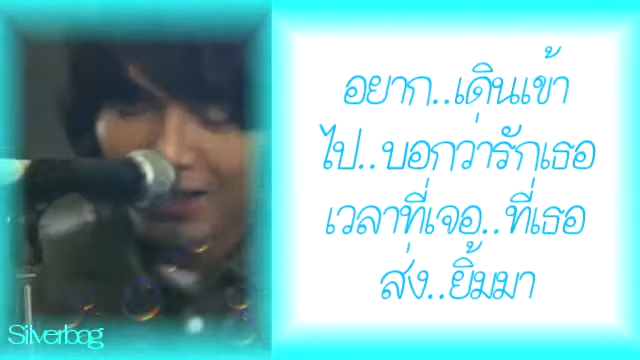 อยาก..เดินเข้า
ไป..บอกว่ารักเธอ
เวลาที่เจอ..ที่เธอ
ส่ง..ยิ้มมา
Silverbag